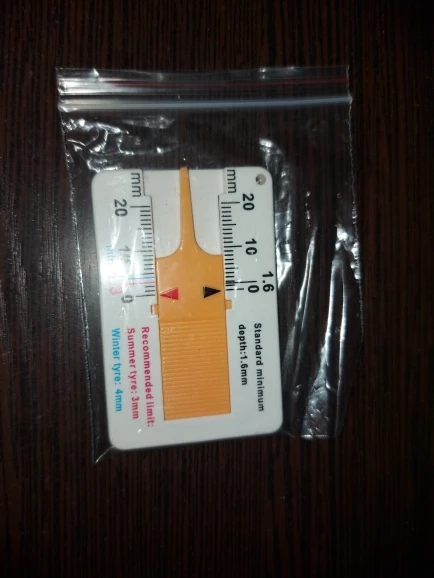 mm
20
10
1.6
0
Standard minimum
depth:1.6mm
mm
20
0
Recommended limit:
Summer tyre: 3mm
Winter tyre: 4mm